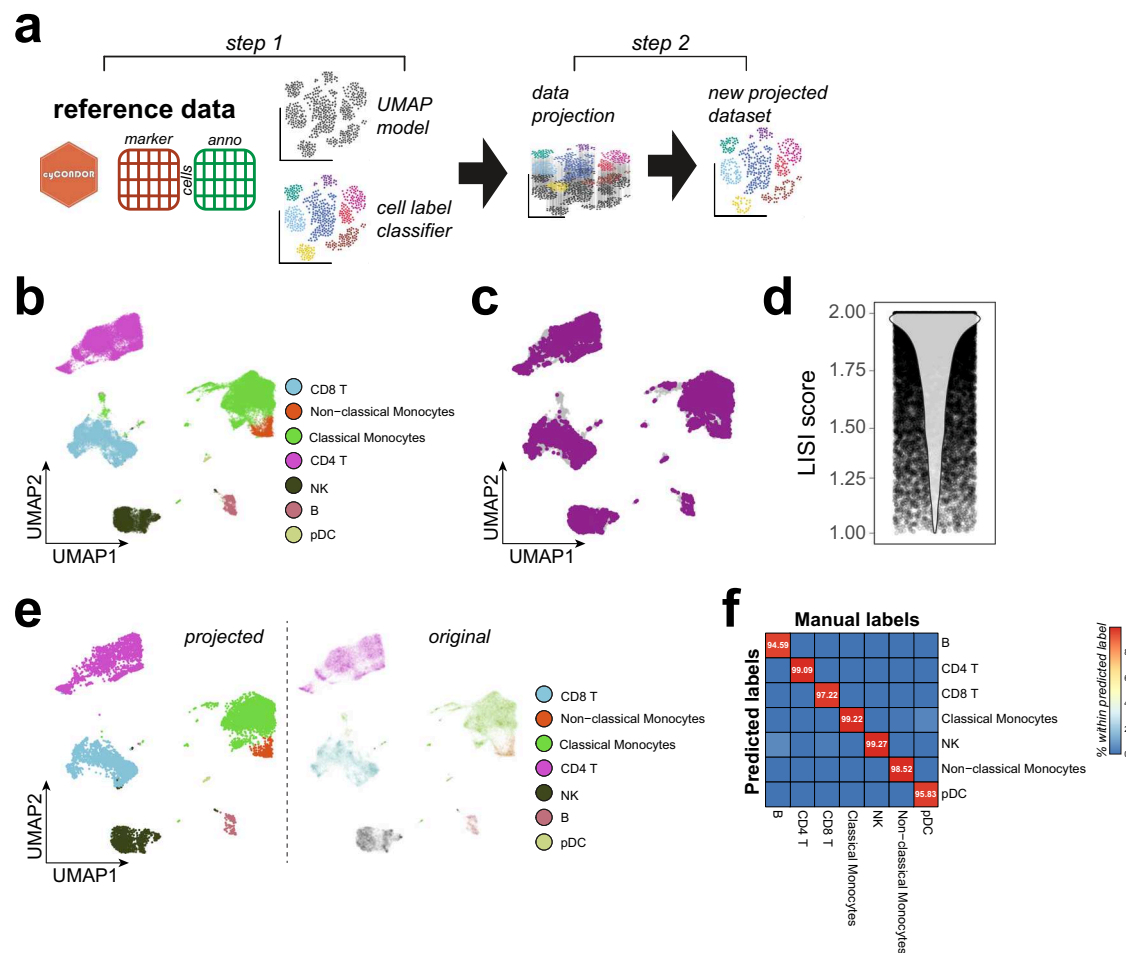 a
step 1
step 2
reference data
cyCONDOR
marker
anno
cells
UMAP
model
cell label
classifier
data
projection
new projected
dataset
b
CD8 T
Non-classical Monocytes
Classical Monocytes
CD4 T
NK
B
pDC
UMAP2
UMAP1
c
UMAP2
UMAP1
d
LISI score
2.00
1.75
1.50
1.25
1.00
e
projected
original
CD8 T
Non-classical Monocytes
Classical Monocytes
CD4 T
NK
B
pDC
UMAP2
UMAP1
f
Manual labels
Predicted labels
94.59
B
99.09
CD4 T
97.22
CD8 T
99.22
Classical Monocytes
99.27
NK
98.52
Non-classical Monocytes
95.83
pDC
B
CD4 T
CD8 T
Classical Monocytes
NK
Non-classical Monocytes
pDC
% within predicted label
0